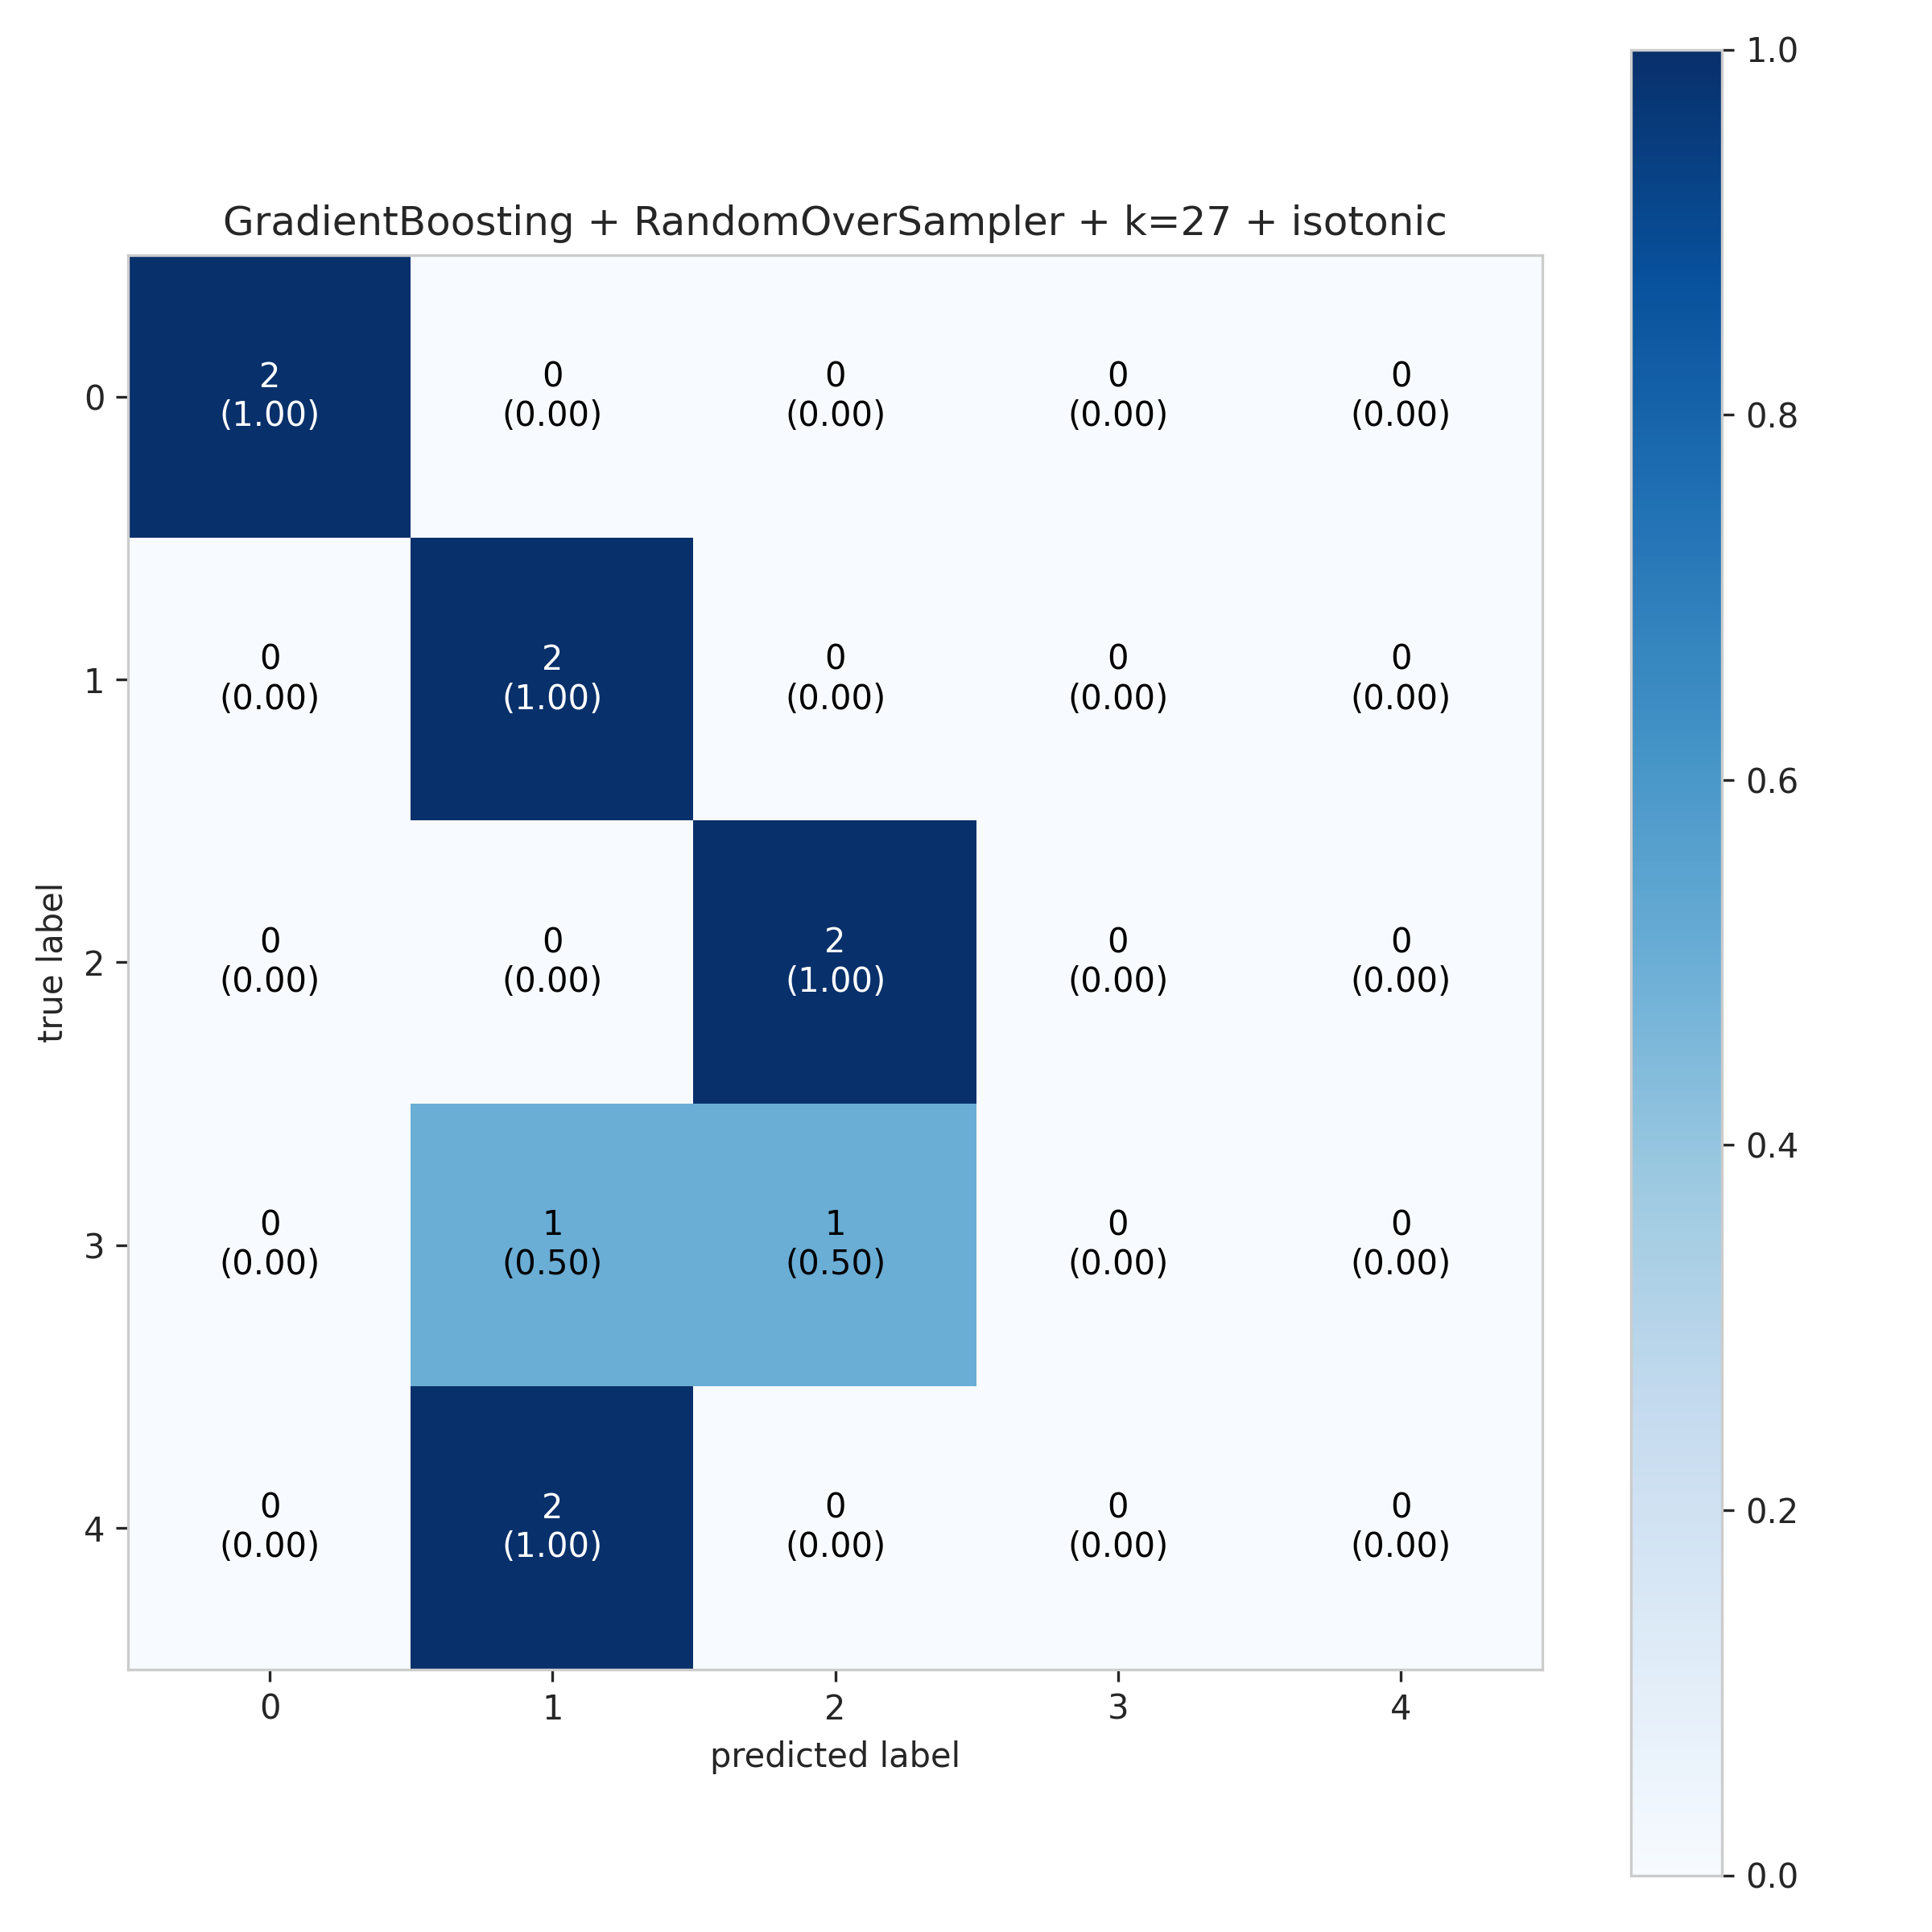 GradientBoosting + RandomOverSampler + k=27 + isotonic
1.0
0.8
0.6
0.4
0.2
0.0
true label
0
2 0 0 0 0
(1.00) (0.00) (0.00) (0.00) (0.00)
1
0 2 0 0 0
(0.00) (1.00) (0.00) (0.00) (0.00)
2
0 0 2 0 0
(0.00) (0.00) (1.00) (0.00) (0.00)
3
0 1 1 0 0
(0.00) (0.50) (0.50) (0.00) (0.00)
4
0 2 0 0 0
(0.00) (1.00) (0.00) (0.00) (0.00)
0 1 2 3 4
predicted label